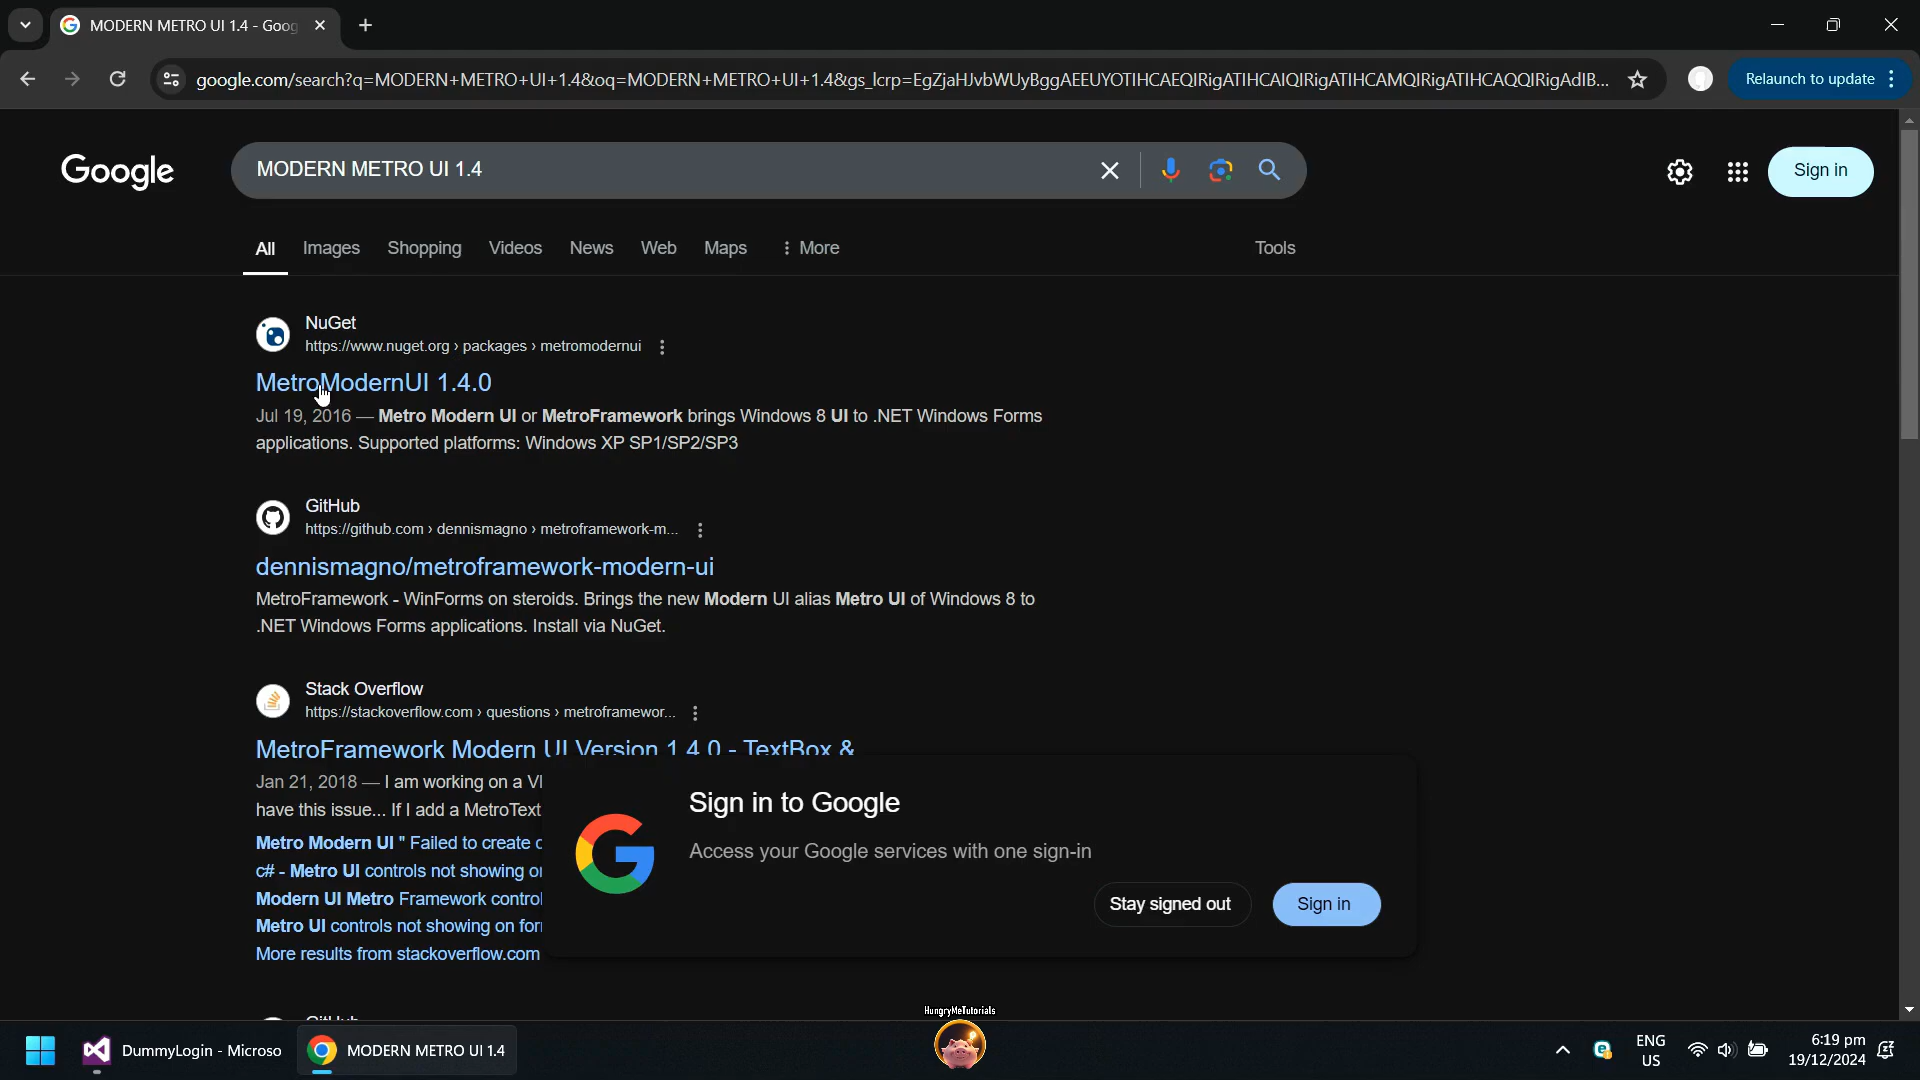 MODERN METRO UI 1.4 - Goog
google.com/search?q=MODERN+METRO+UI+1.4&oq=MODERN+METRO+UI+1.4&gs_lcrp=EgZjaHJvbWUyBggAEEUYOTIHCAEQIRigATIHCAIQIRigATIHCAMQIRigATIHCAQQIRigAdIB...
Relaunch to update
Google
MODERN METRO UI 1.4
Sign in
All Images Shopping Videos News Web Maps More Tools
NuGet
https://www.nuget.org › packages › metromodernui
MetroModernUI 1.4.0
Jul 19, 2016 — Metro Modern UI or MetroFramework brings Windows 8 UI to .NET Windows Forms
applications. Supported platforms: Windows XP SP1/SP2/SP3
GitHub
https://github.com › dennismagno › metroframework-m...
dennismagno/metroframework-modern-ui
MetroFramework - WinForms on steroids. Brings the new Modern UI alias Metro UI of Windows 8 to
.NET Windows Forms applications. Install via NuGet.
Stack Overflow
https://stackoverflow.com › questions › metroframewor...
MetroFramework Modern UI Version 1.4.0 - TextBox &
Jan 21, 2018 — I am working on a
have this issue... If I add a MetroText
Metro Modern UI " Failed to create
c# - Metro UI controls not showing
Modern UI Metro Framework control
Metro UI controls not showing on
More results from stackoverflow.com
Sign in to Google
Access your Google services with one sign-in
Stay signed out
Sign in
GitHub
HungryMeTutorials
DummyLogin - Microso
MODERN METRO UI 1.4
ENG
US
6:19 pm
19/12/2024